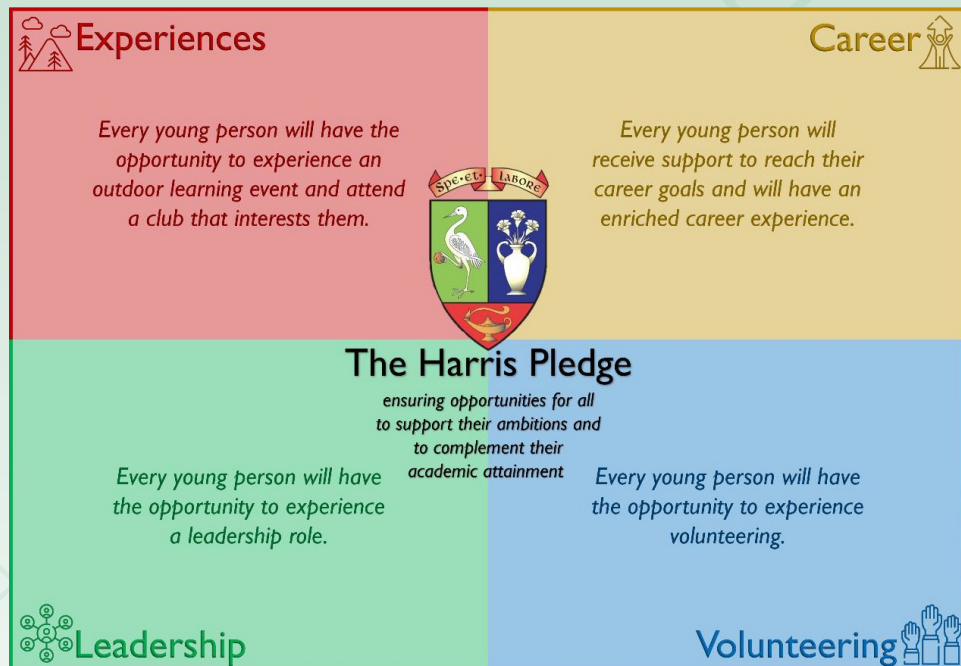 Experiences
Every young person will have the
opportunity to experience an
outdoor learning event and attend
a club that interests them.
Career
Every young person will
receive support to reach their
career goals and will have an
enriched career experience.
SPE·ET· LABORE
The Harris Pledge
ensuring opportunities for all
to support their ambitions and
to complement their
academic attainment
Every young person will have
the opportunity to experience
a leadership role.
Leadership
Every young person will have
the opportunity to experience
volunteering.
Volunteering